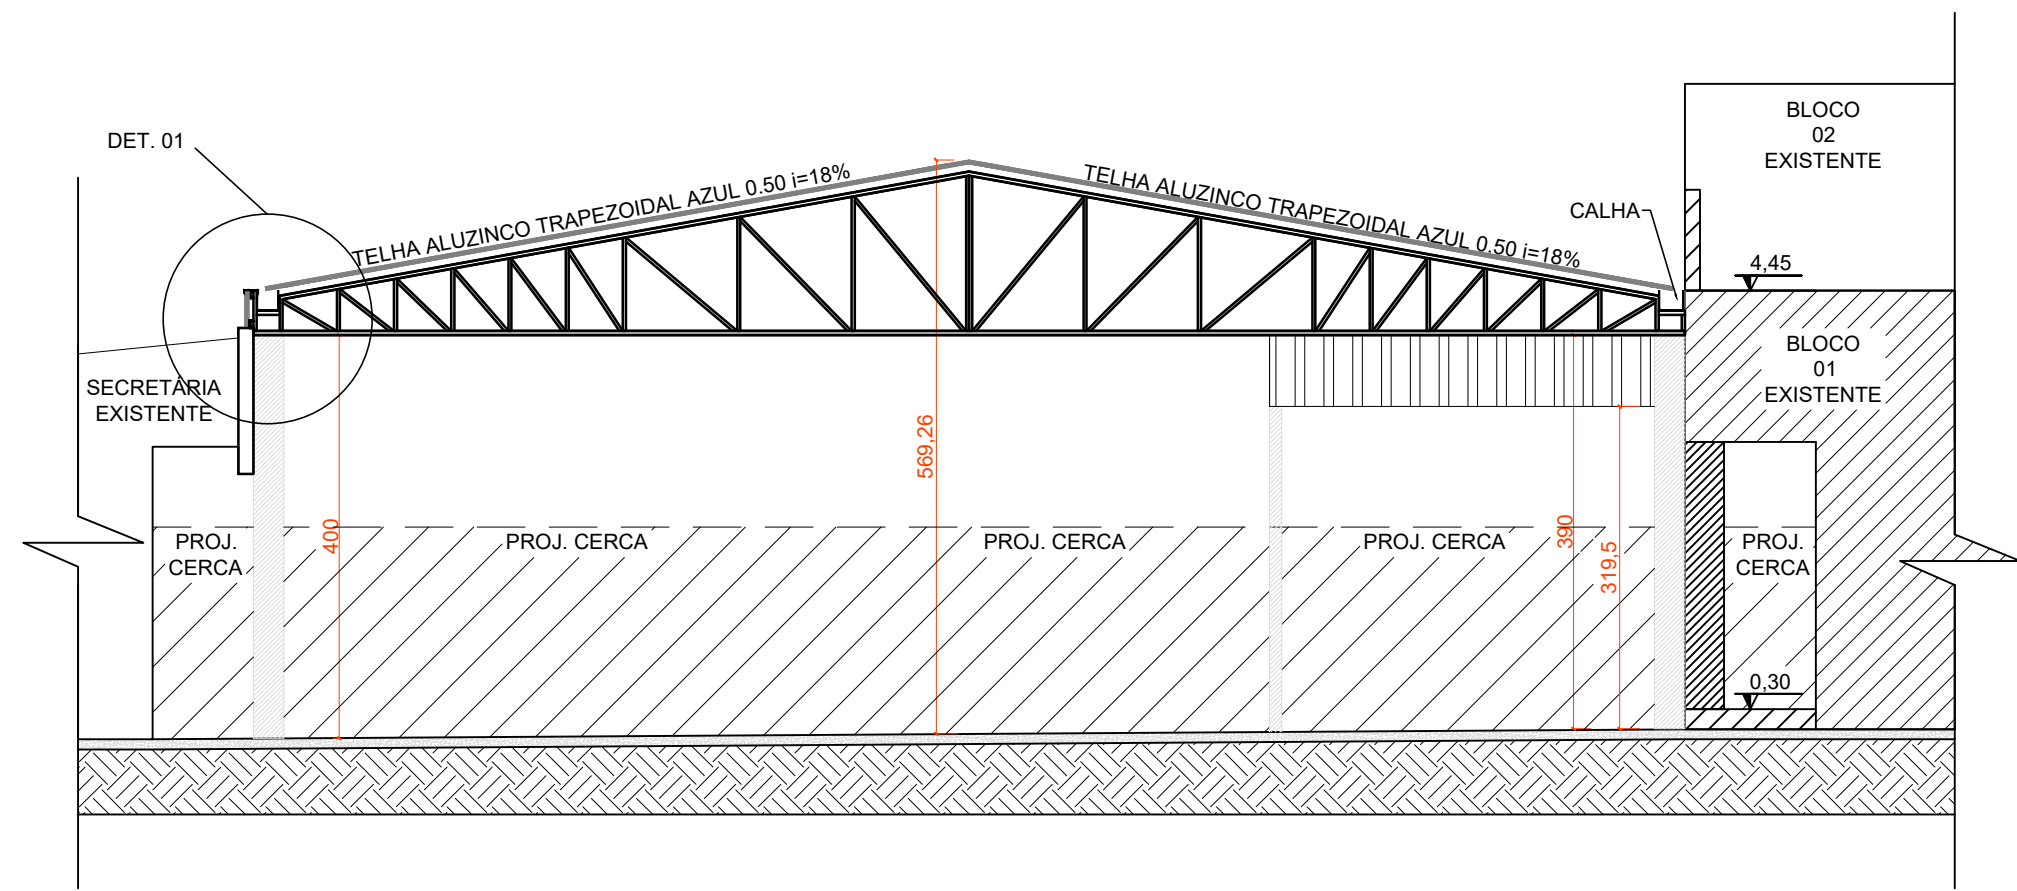 DET. 01
TELHA ALUZINCO TRAPEZOIDAL AZUL 0.50 i=18%
TELHA ALUZINCO TRAPEZOIDAL AZUL 0.50 i=18%
CALHA
BLOCO
02
EXISTENTE
4,45
BLOCO
01
EXISTENTE
SECRETÁRIA
EXISTENTE
569,26
400
390
319,5
PROJ.
CERCA
PROJ. CERCA
PROJ. CERCA
PROJ. CERCA
PROJ.
CERCA
0,30